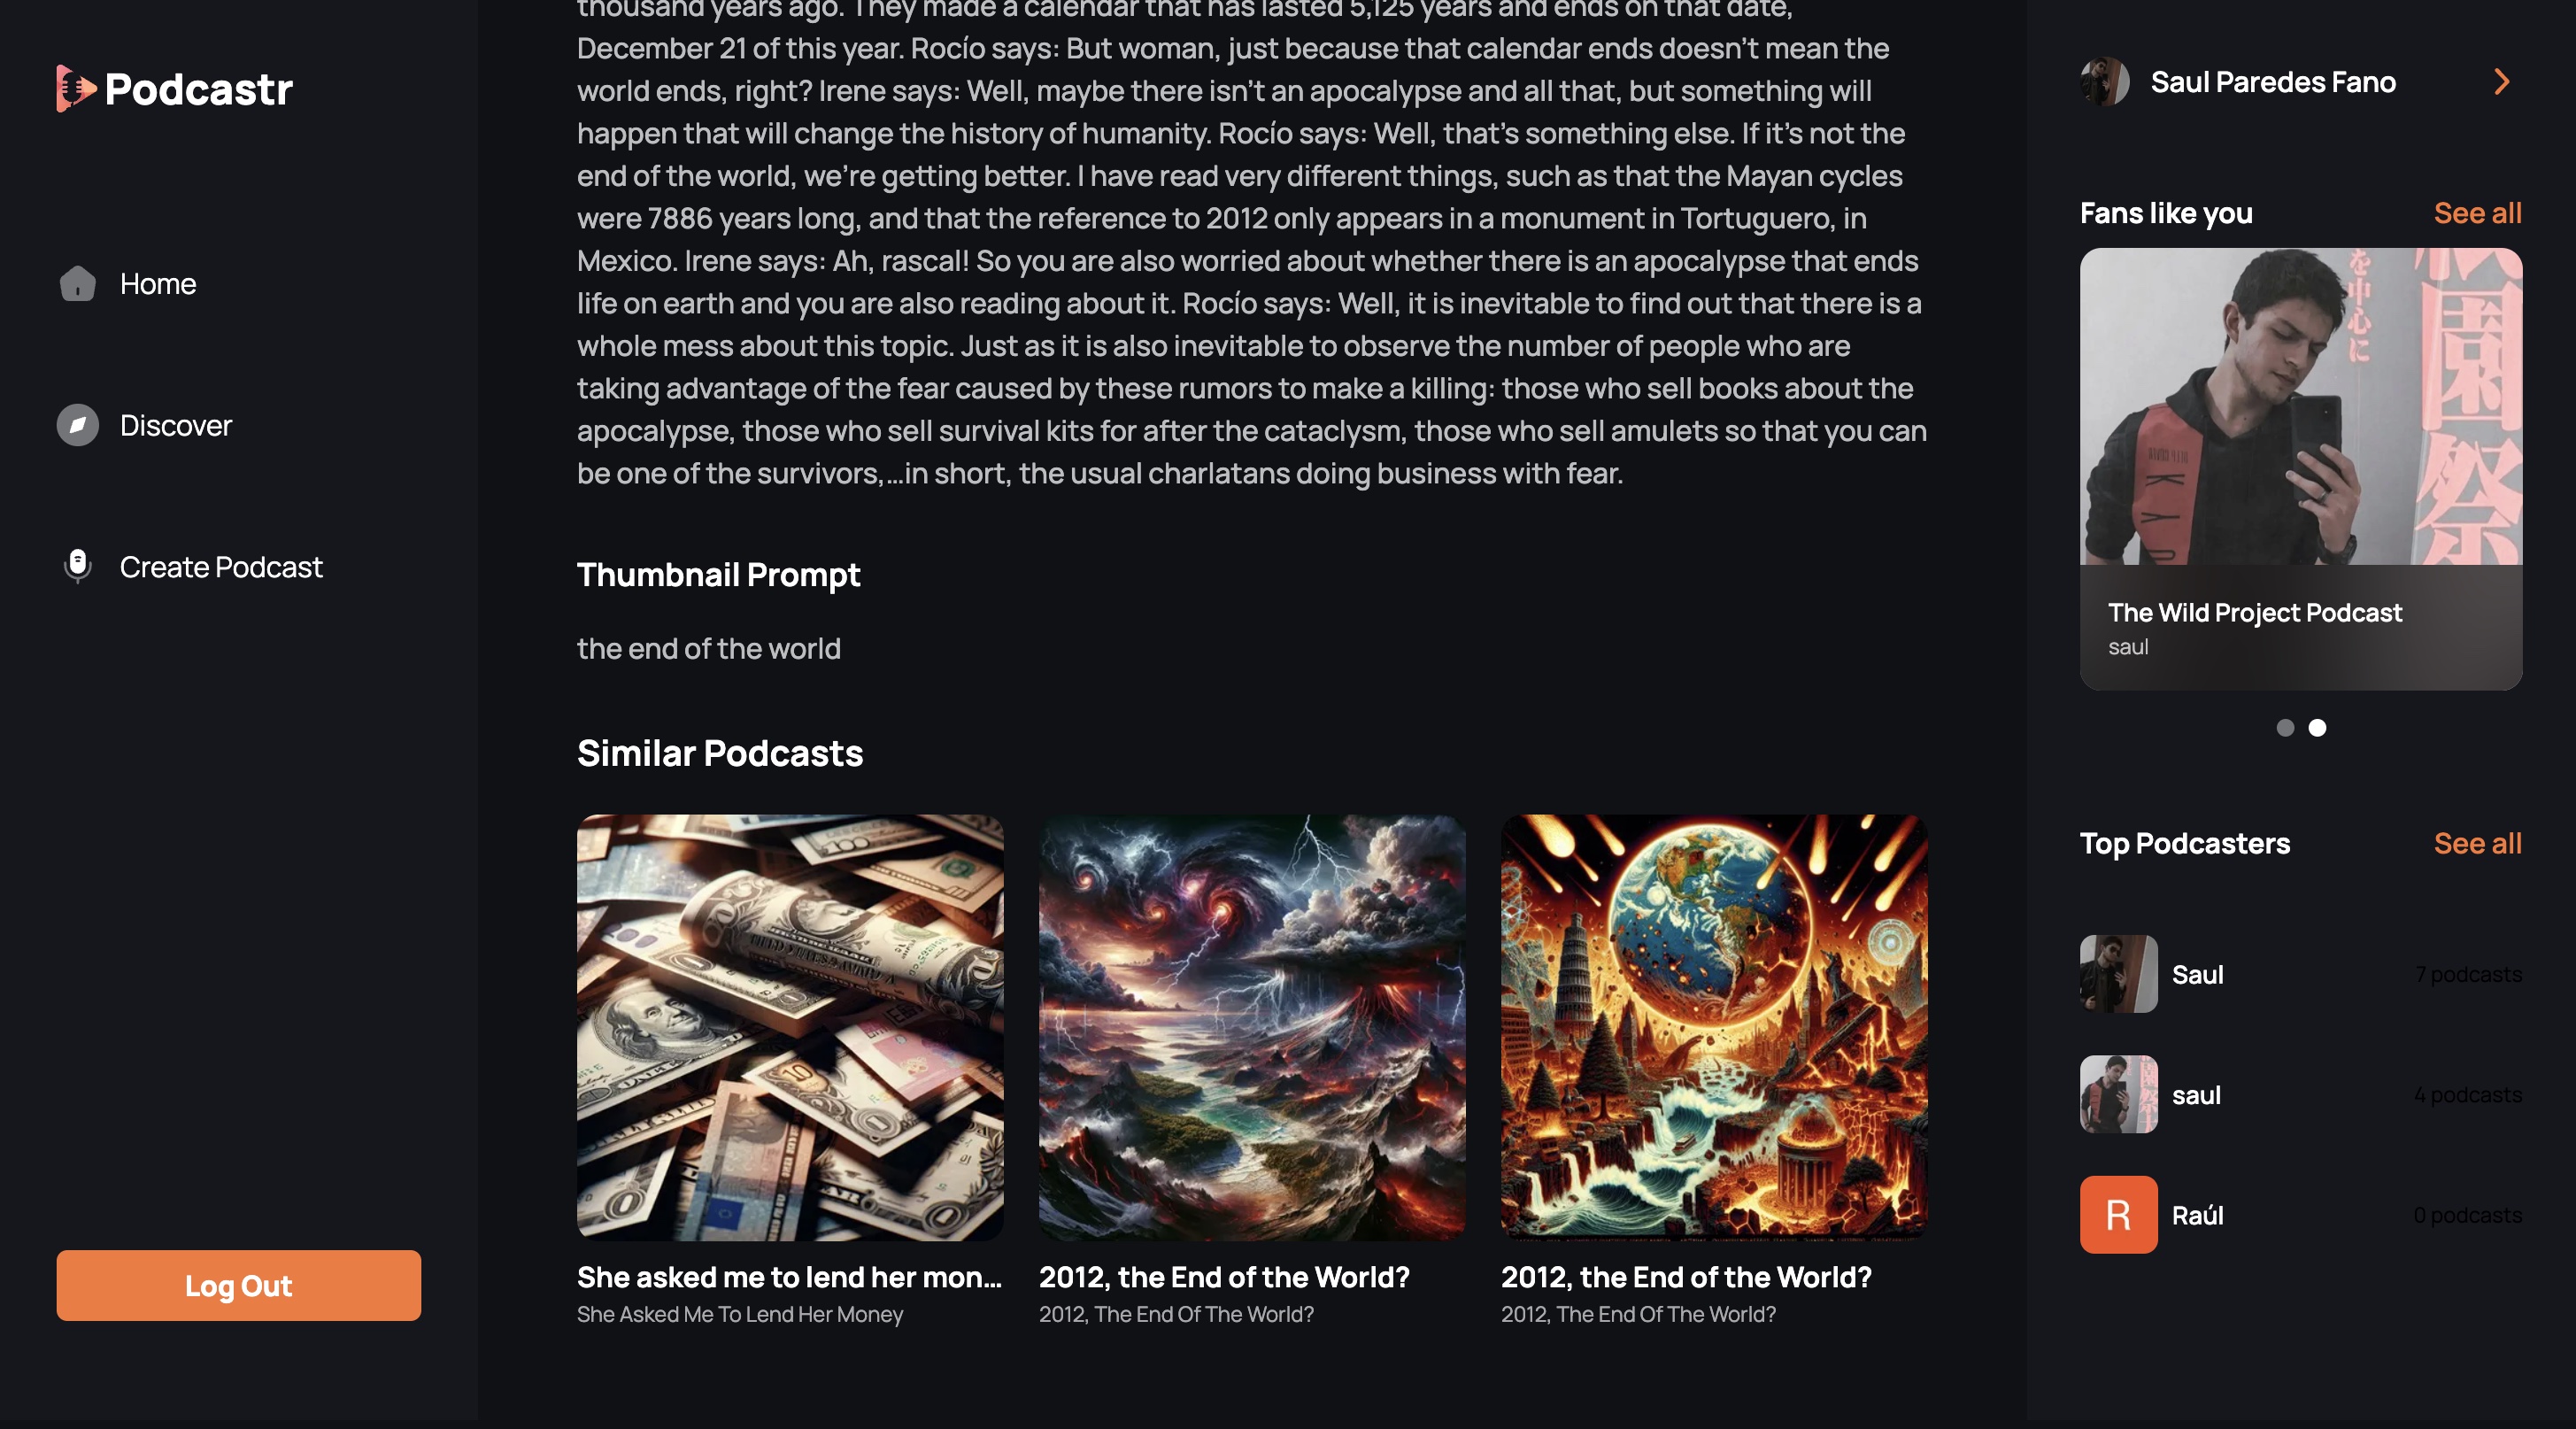 Podcastr
Home
Discover
Create Podcast
Log Out
thousand years ago. They made a calendar that has lasted 5,125 years and ends on that date,
December 21 of this year. Rocío says: But woman, just because that calendar ends doesn't mean the
world ends, right? Irene says: Well, maybe there isn't an apocalypse and all that, but something will
happen that will change the history of humanity. Rocío says: Well, that's something else. If it's not the
end of the world, we're getting better. I have read very different things, such as that the Mayan cycles
were 7886 years long, and that the reference to 2012 only appears in a monument in Tortuguero, in
Mexico. Irene says: Ah, rascal! So you are also worried about whether there is an apocalypse that ends
life on earth and you are also reading about it. Rocío says: Well, it is inevitable to find out that there is a
whole mess about this topic. Just as it is also inevitable to observe the number of people who are
taking advantage of the fear caused by these rumors to make a killing: those who sell books about the
apocalypse, those who sell survival kits for after the cataclysm, those who sell amulets so that you can
be one of the survivors,...in short, the usual charlatans doing business with fear.
Thumbnail Prompt
the end of the world
Similar Podcasts
She asked me to lend her mon...
She Asked Me To Lend Her Money
2012, the End of the World?
2012, The End Of The World?
2012, the End of the World?
2012, The End Of The World?
Saul Paredes Fano
Fans like you
See all
を中心に
園祭
The Wild Project Podcast
saul
Top Podcasters
See all
Saul
7 podcasts
saul
4 podcasts
R
Raúl
0 podcasts